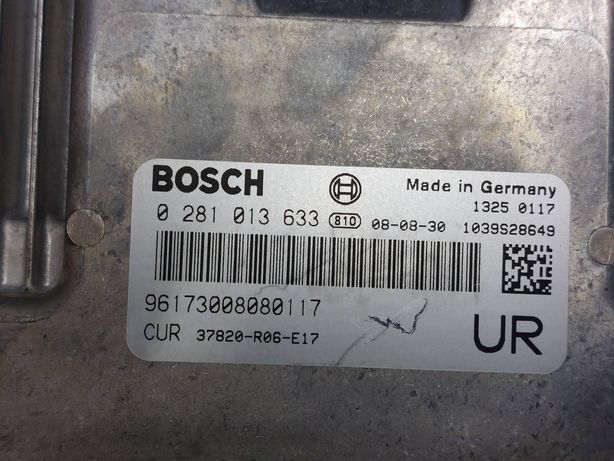 BOSCH
Made in Germany
1325 0117
0 281 013 633 810 08-08-30 1039S28649
96173008080117
CUR 37820-R06-E17
UR